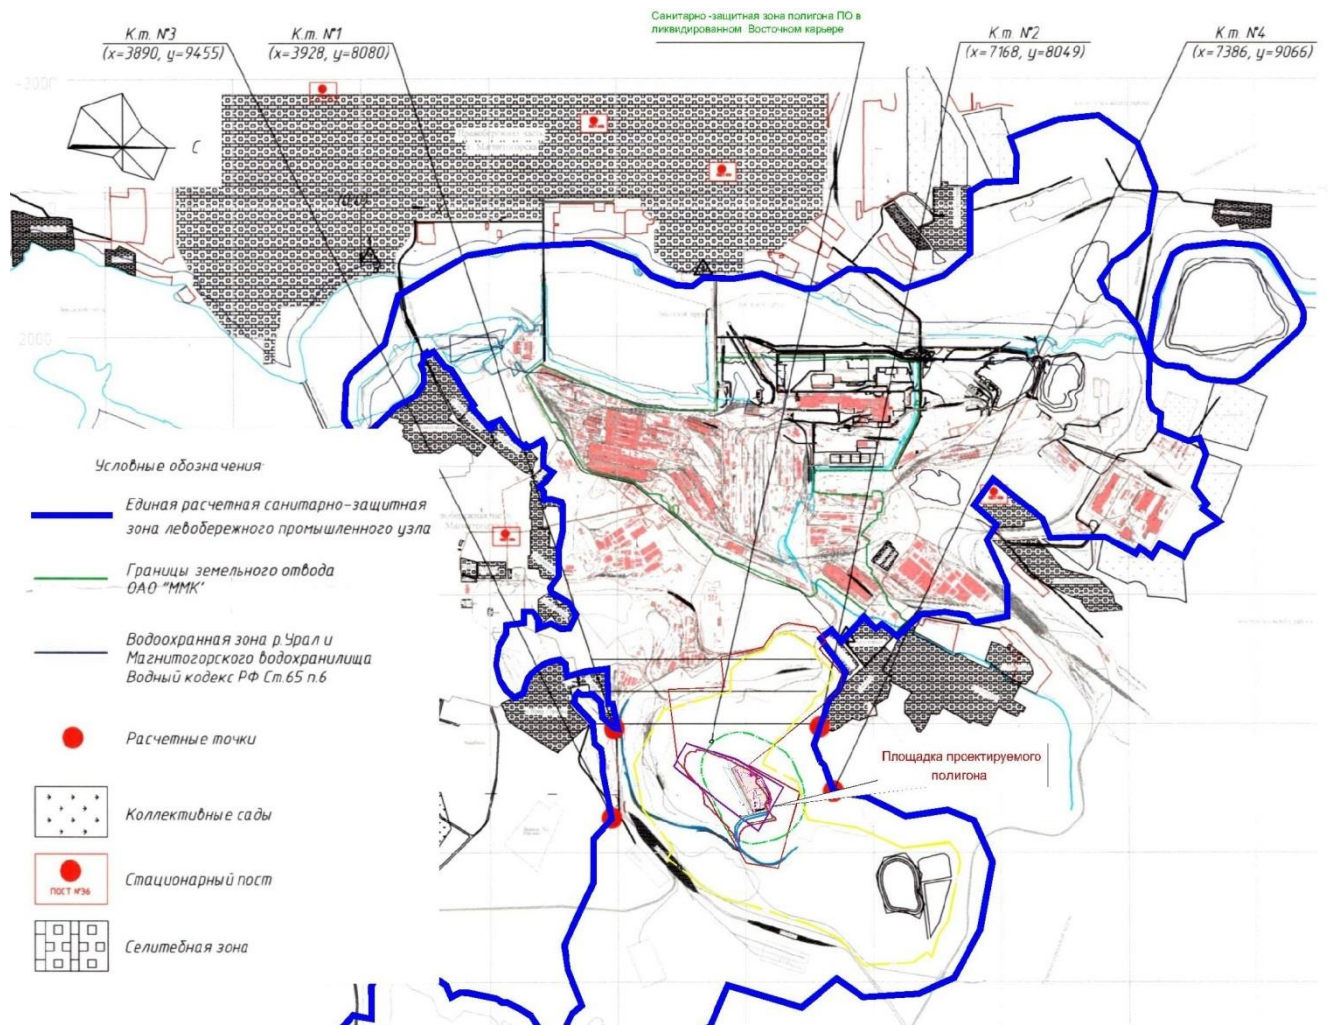 К.т. №3
(x=3890, y=9455)
К.т. №1
(x=3928, y=8080)
Санитарно-защитная зона полигона ПО в
ликвидированном Восточном карьере
К.т. №2
(x=7168, y=8049)
К.т. №4
(x=7386, y=9066)
С
Правобережная часть
2000
Условные обозначения:
Единая расчетная санитарно-защитная
зона левобережного промышленного узла
Границы земельного отвода
ОАО "ММК"
Водоохранная зона р.Урал и
Магнитогорского водохранилища
Водный кодекс РФ Ст.65 п.6
Расчетные точки
Коллективные сады
ПОСТ №36
Стационарный пост
Селитебная зона
Площадка проектируемого
полигона